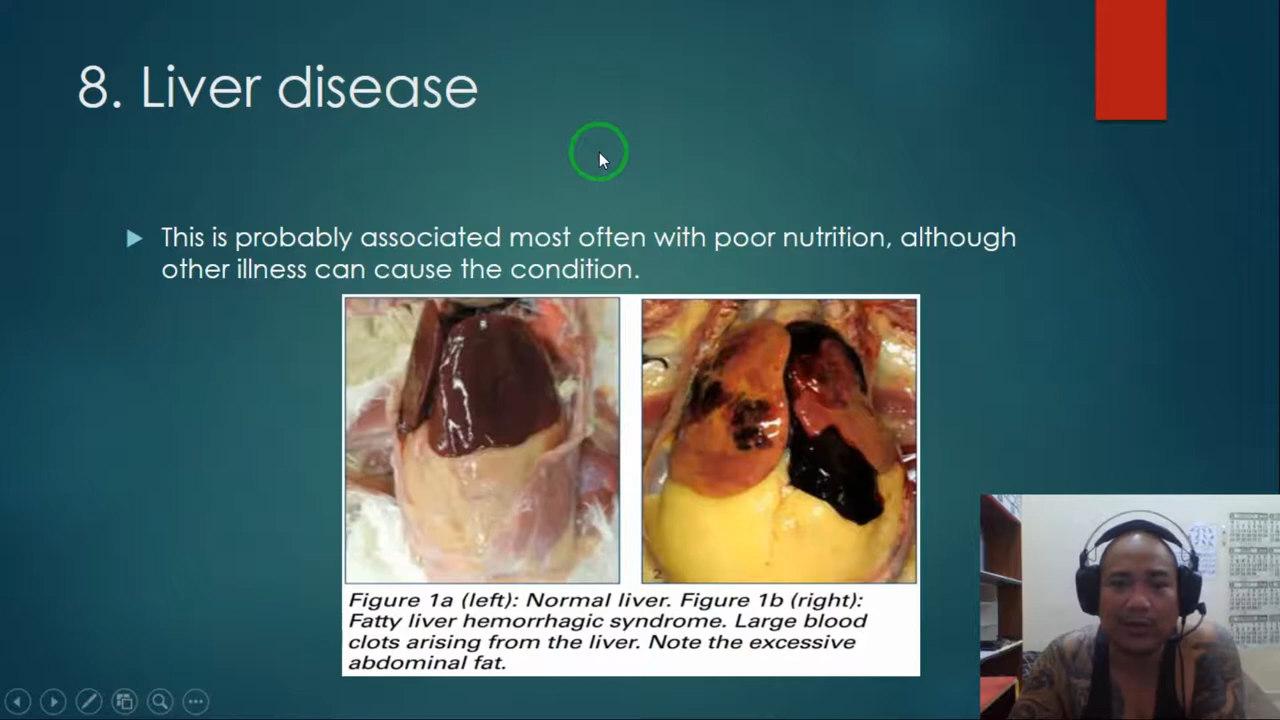 8. Liver disease
This is probably associated most often with poor nutrition, although
other illness can cause the condition.
Figure 1a (left): Normal liver. Figure 1b (right):
Fatty liver hemorrhagic syndrome. Large blood
clots arising from the liver. Note the excessive
abdominal fat.